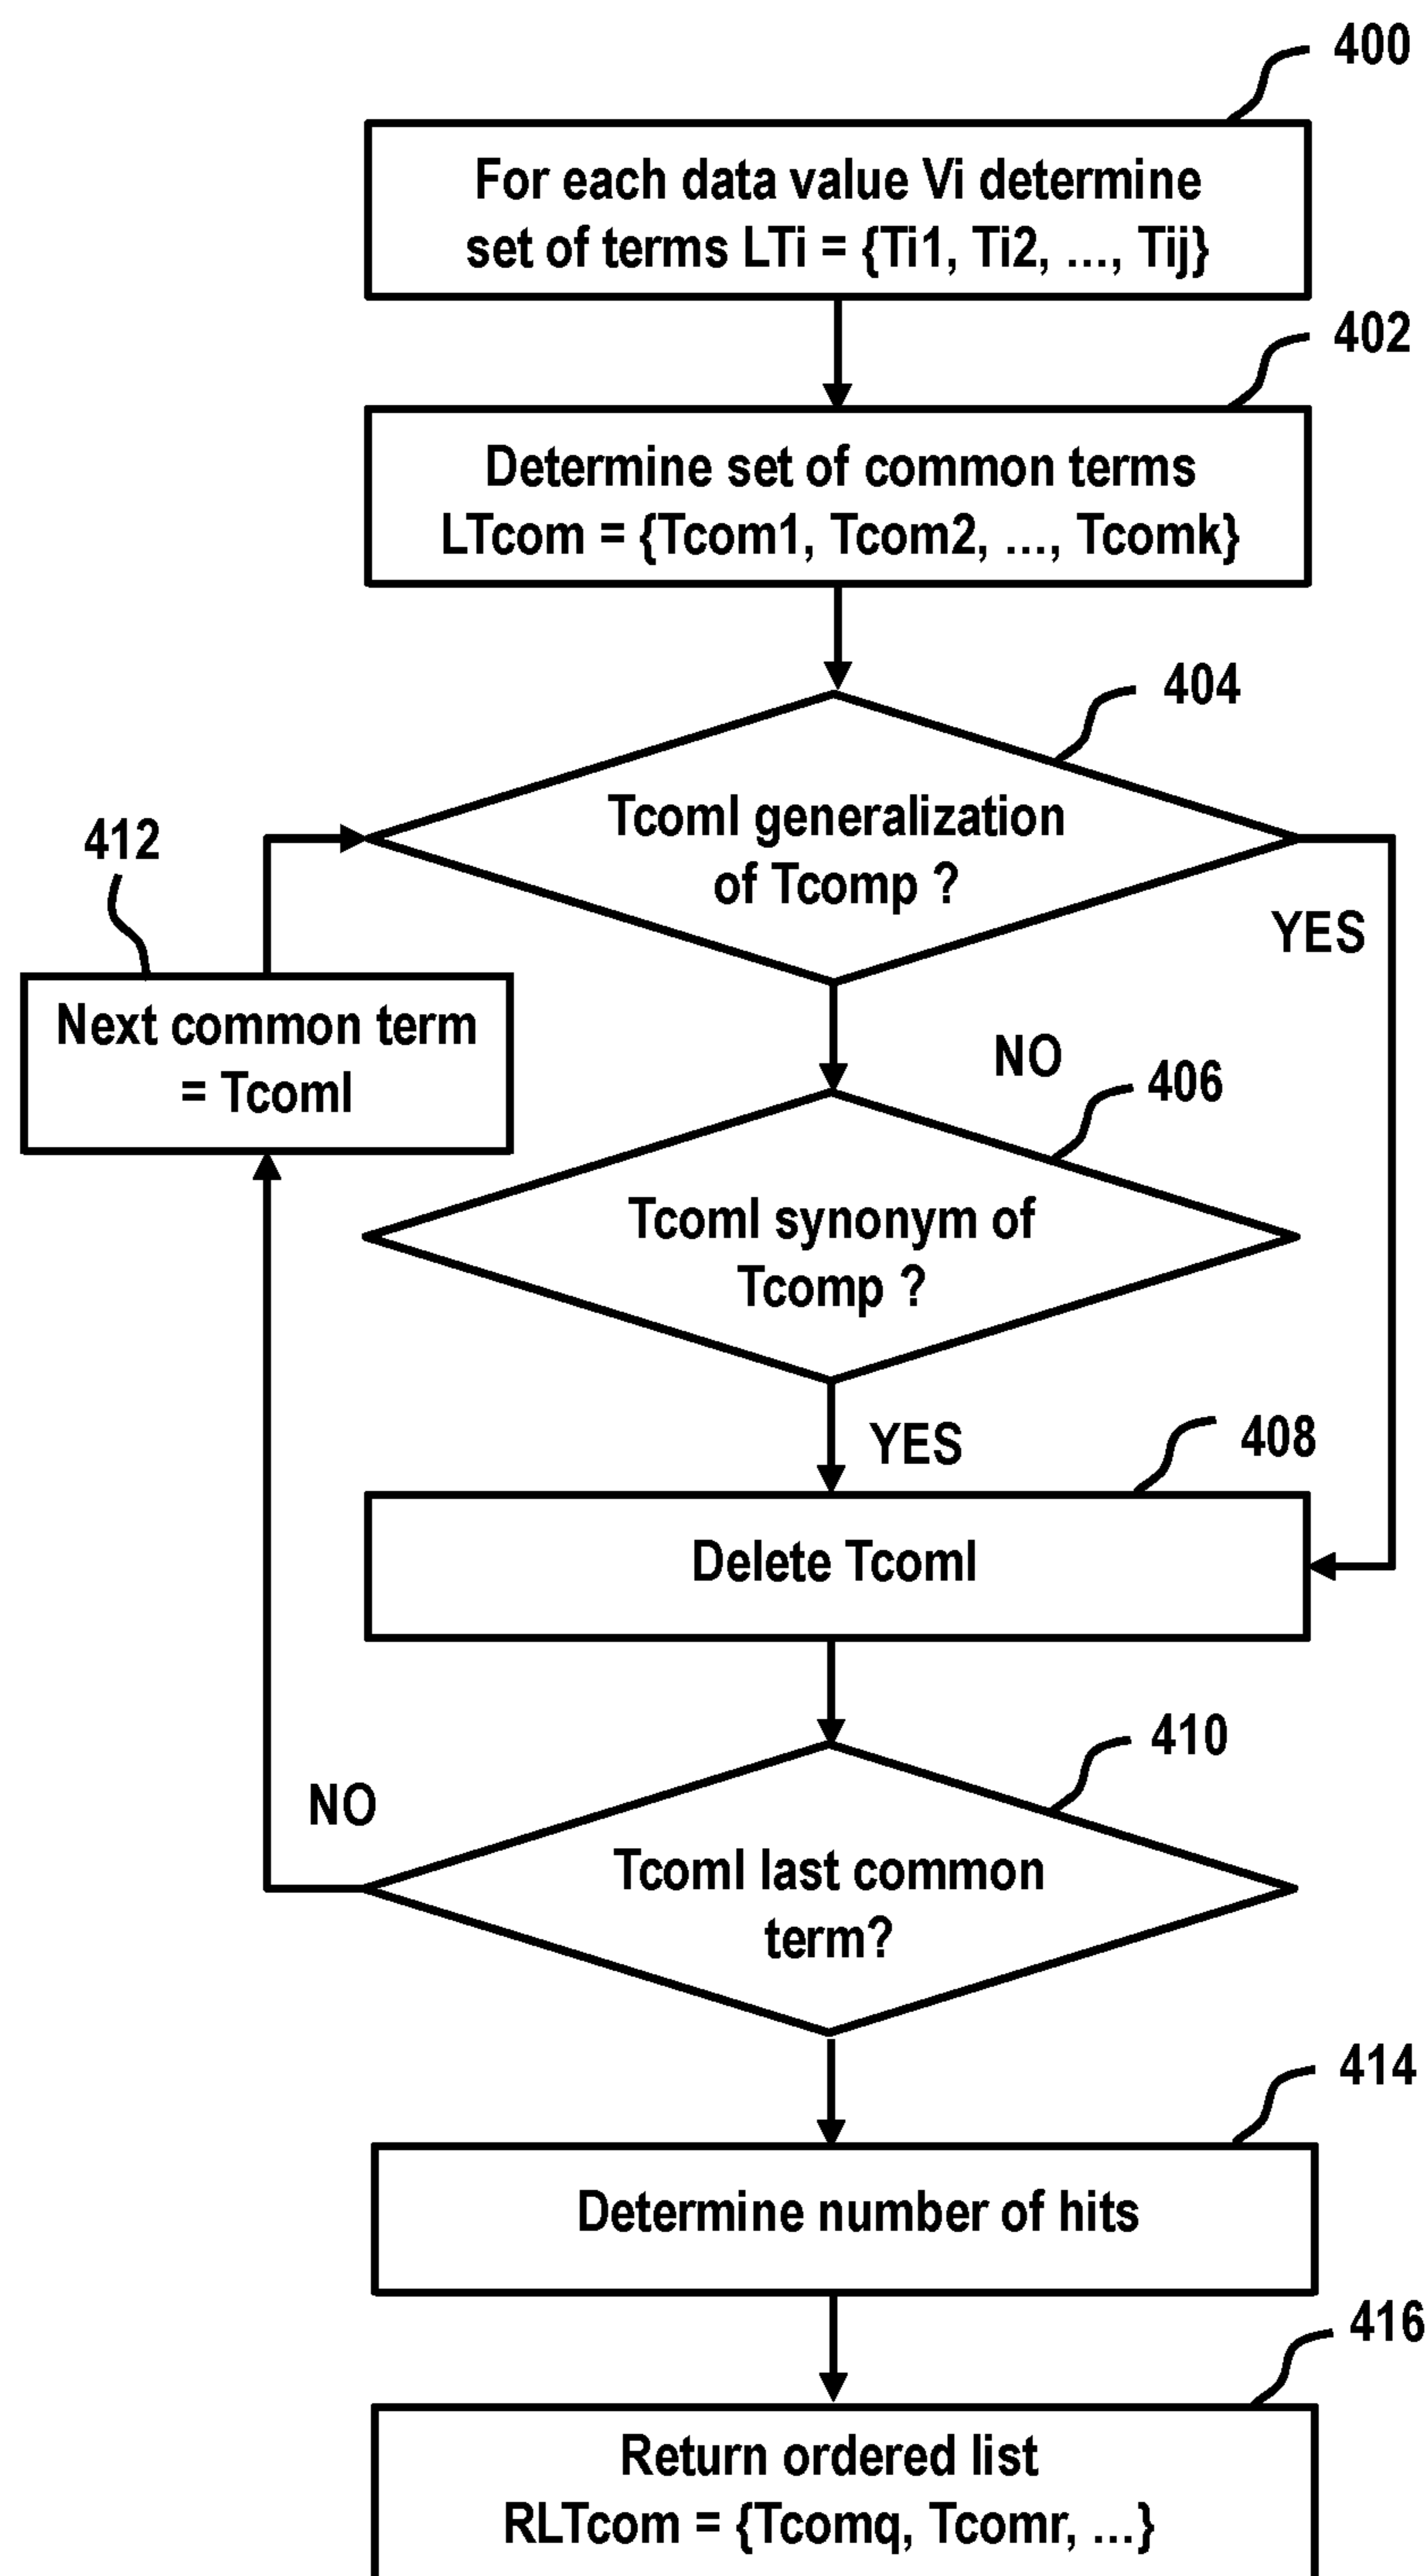 400
For each data value Vi determine
set of terms LTi = {Ti1, Ti2, ..., Tij}
402
Determine set of common terms
LTcom = {Tcom1, Tcom2, ..., Tcomk}
404
Tcoml generalization
of Tcomp ?
YES
412
Next common term
= Tcoml
NO
406
Tcoml synonym of
Tcomp ?
YES
408
Delete Tcoml
410
NO
Tcoml last common
term?
414
Determine number of hits
416
Return ordered list
RLTcom = {Tcomq, Tcomr, ...}